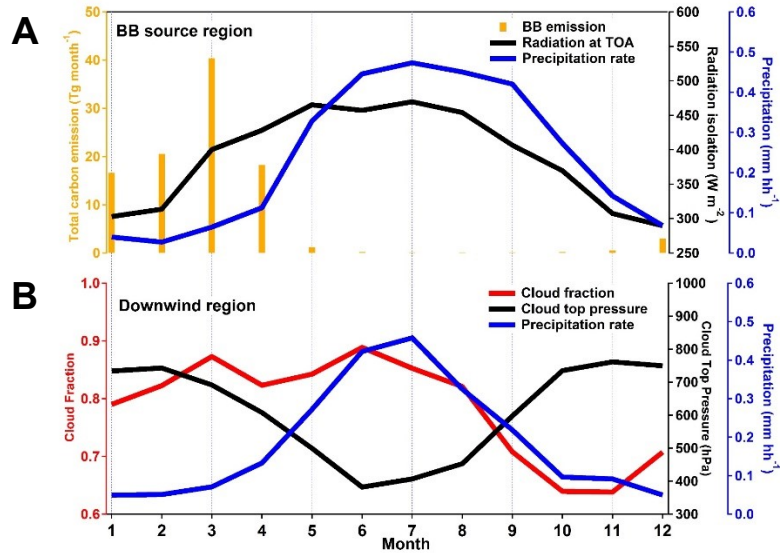 A
BB source region
BB emission
Radiation at TOA
Precipitation rate
Total carbon emission (Tg month⁻¹)
50
40
30
20
10
0
600
550
500
450
400
350
300
250
Radiation isolation (W m⁻²)
0.6
0.5
0.4
0.3
0.2
0.1
0.0
Precipitation (mm hh⁻¹)
B
Downwind region
Cloud fraction
Cloud top pressure
Precipitation rate
Cloud Fraction
1.0
0.9
0.8
0.7
0.6
1000
900
800
700
600
500
400
300
Cloud Top Pressure (hPa)
0.6
0.5
0.4
0.3
0.2
0.1
0.0
Precipitation (mm hh⁻¹)
1 2 3 4 5 6 7 8 9 10 11 12
Month